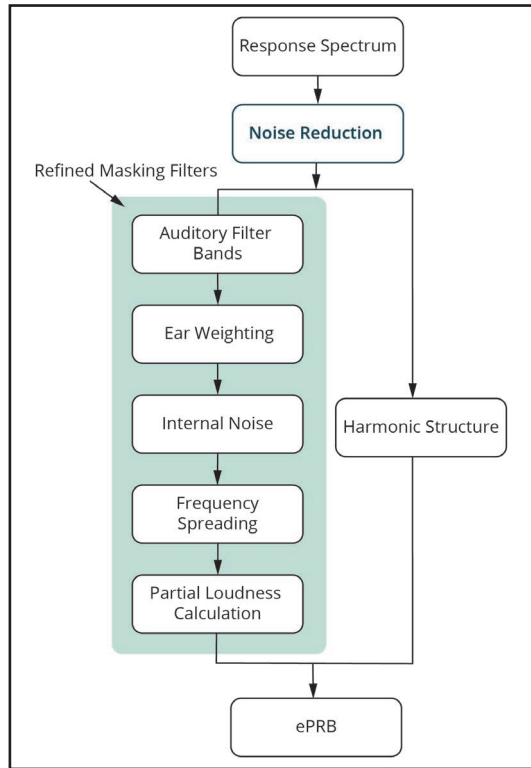 Response Spectrum
Noise Reduction
Refined Masking Filters
Auditory Filter
Bands
Ear Weighting
Internal Noise
Harmonic Structure
Frequency
Spreading
Partial Loudness
Calculation
ePRB